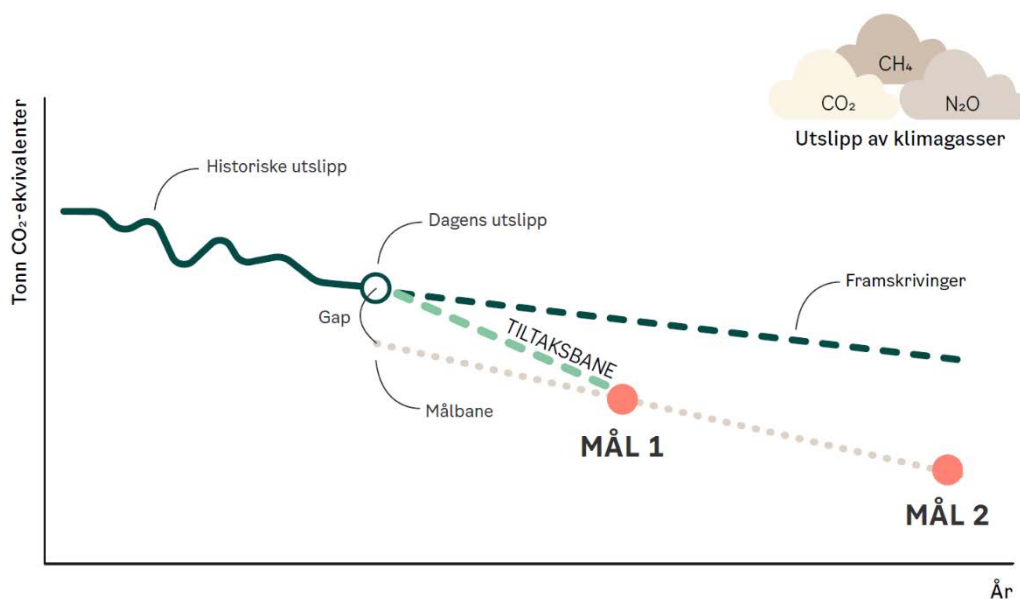 CH₄
CO₂
N₂O
Utslipp av klimagasser
Tonn CO₂-ekvivalenter
Historiske utslipp
Dagens utslipp
Framskrivinger
Gap
TILTAKSBANE
Målbane
MÅL 1
MÅL 2
År